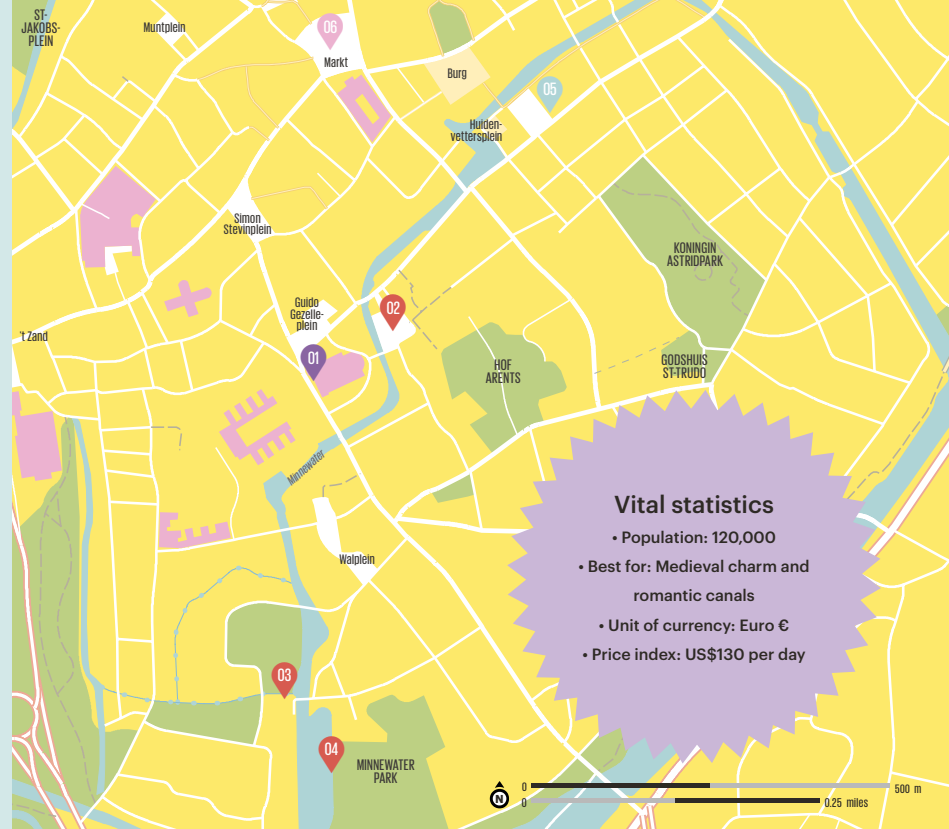 ST-
JAKOBS-
PLEIN
Muntplein
06
Markt
Burg
05
Huiden-
vettersplein
Simon
Stevinplein
KONINGIN
ASTRIDPARK
Guido
Gezelle-
plein
02
't Zand
01
HOF
ARENTS
GODSHUIS
ST-TRUDO
Minnewater
Walplein
Vital statistics
• Population: 120,000
• Best for: Medieval charm and
romantic canals
• Unit of currency: Euro €
• Price index: US$130 per day
03
04
MINNEWATER
PARK
N
0
500 m
0
0.25 miles